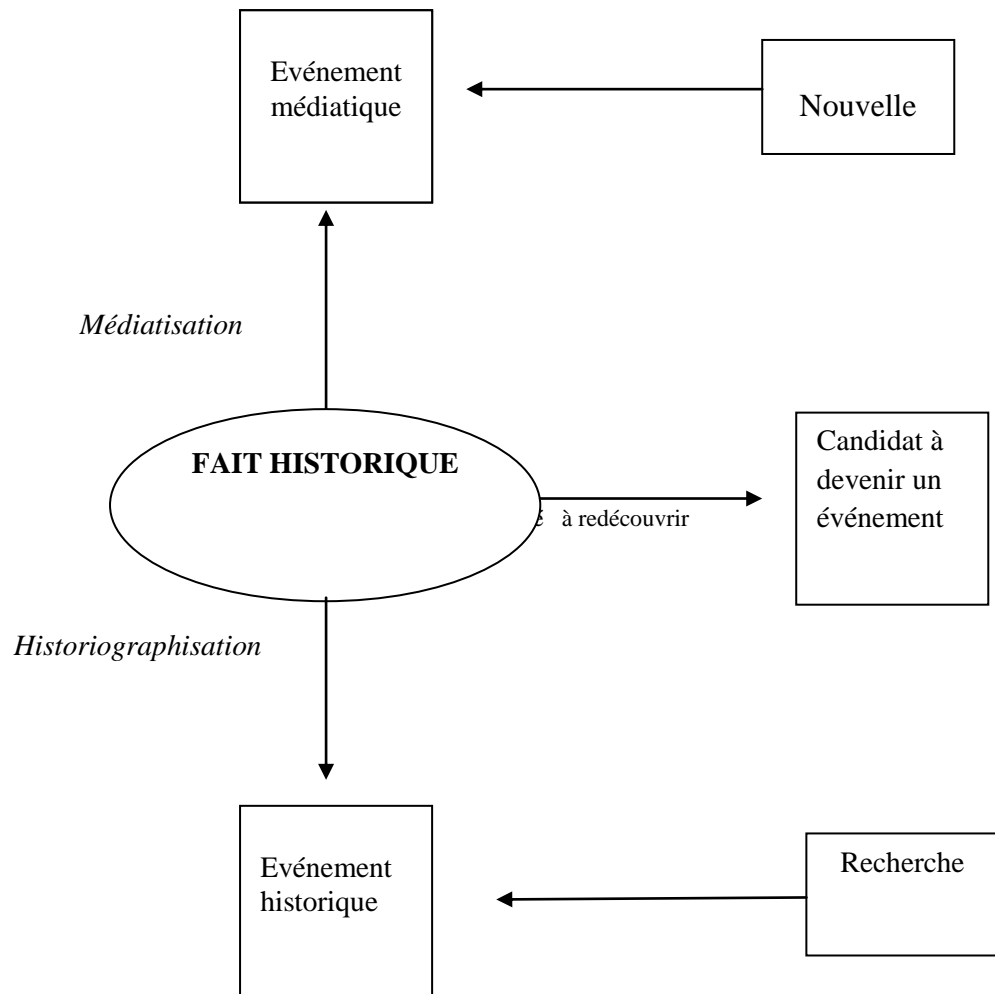 Evénement
médiatique
Nouvelle
Médiatisation
FAIT HISTORIQUE
Candidat à
devenir un
événement
à redécouvrir
Historiographisation
Evénement
historique
Recherche